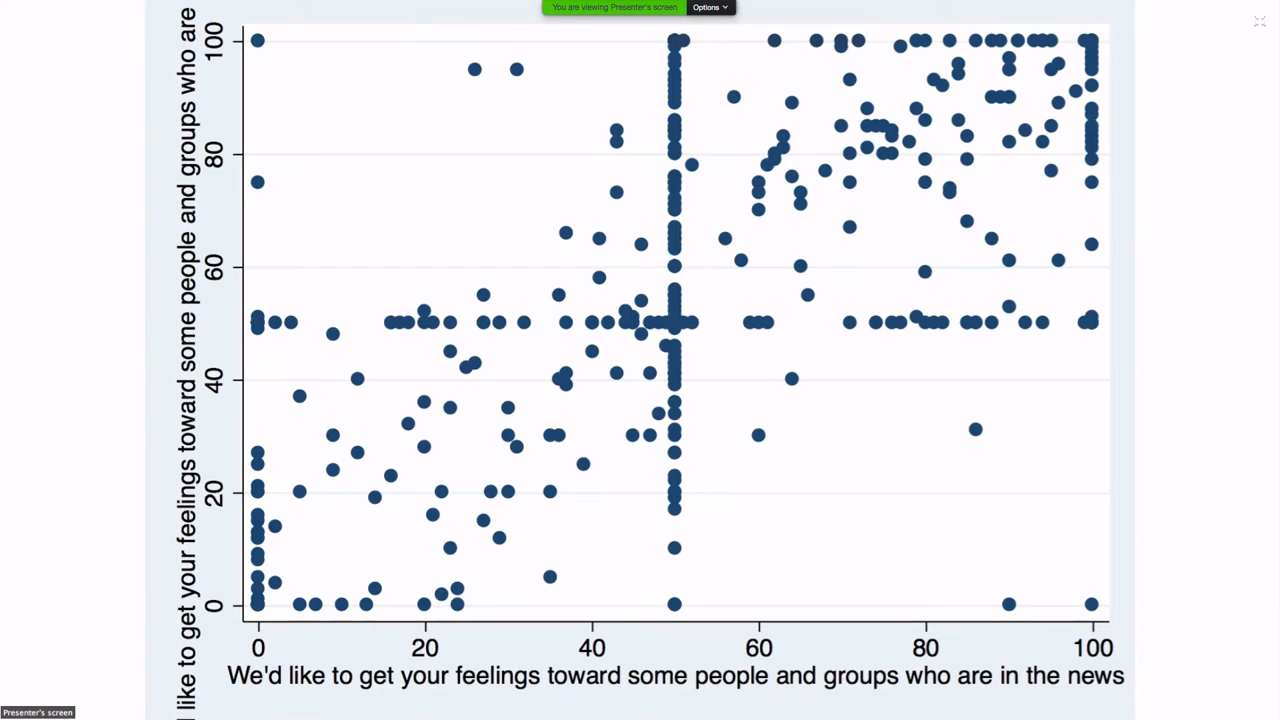 You are viewing Presenter's screen
Options
like to get your feelings toward some people and groups who are
100
80
60
40
20
0
0 20 40 60 80 100
We'd like to get your feelings toward some people and groups who are in the news
Presenter's screen